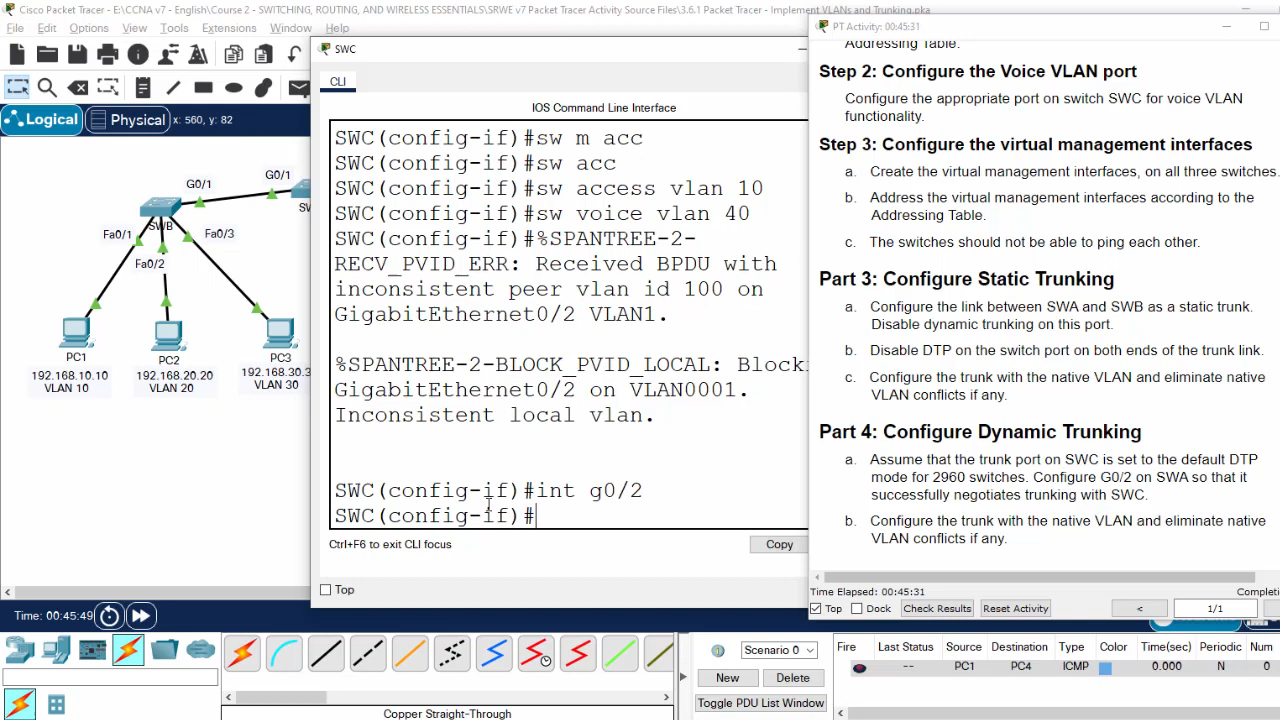 Cisco Packet Tracer - E:\CCNA v7 - English\Course 2 - SWITCHING, ROUTING, AND WIRELESS ESSENTIALS\SRWE v7 Packet Tracer Activity Source Files\3.6.1 Packet Tracer - Implement VLANs and Trunking.pka
File Edit Options View Tools Extensions Window Help
Logical Physical x: 560, y: 82
G0/1
G0/1
SWB
Fa0/1
Fa0/3
Fa0/2
PC1
PC2
PC3
192.168.10.10
192.168.20.20
192.168.30.3
VLAN 10
VLAN 20
VLAN 30
SWC
CLI
IOS Command Line Interface
SWC(config-if)#sw m acc
SWC(config-if)#sw acc
SWC(config-if)#sw access vlan 10
SWC(config-if)#sw voice vlan 40
SWC(config-if)#%SPANTREE-2-
RECV_PVID_ERR: Received BPDU with
inconsistent peer vlan id 100 on
GigabitEthernet0/2 VLAN1.
%SPANTREE-2-BLOCK_PVID_LOCAL: Blocki
GigabitEthernet0/2 on VLAN0001.
Inconsistent local vlan.
SWC(config-if)#int g0/2
SWC(config-if)#
Ctrl+F6 to exit CLI focus
Copy
Top
PT Activity: 00:45:31
Addressing Table.
Step 2: Configure the Voice VLAN port
Configure the appropriate port on switch SWC for voice VLAN
functionality.
Step 3: Configure the virtual management interfaces
a. Create the virtual management interfaces, on all three switches.
b. Address the virtual management interfaces according to the
Addressing Table.
c. The switches should not be able to ping each other.
Part 3: Configure Static Trunking
a. Configure the link between SWA and SWB as a static trunk.
Disable dynamic trunking on this port.
b. Disable DTP on the switch port on both ends of the trunk link.
c. Configure the trunk with the native VLAN and eliminate native
VLAN conflicts if any.
Part 4: Configure Dynamic Trunking
a. Assume that the trunk port on SWC is set to the default DTP
mode for 2960 switches. Configure G0/2 on SWA so that it
successfully negotiates trunking with SWC.
b. Configure the trunk with the native VLAN and eliminate native
VLAN conflicts if any.
Time Elapsed: 00:45:31
Completi
Top Dock Check Results Reset Activity < 1/1
Time: 00:45:49
Copper Straight-Through
Scenario 0
New Delete
Toggle PDU List Window
Fire Last Status Source Destination Type Color Time(sec) Periodic Num
-- PC1 PC4 ICMP 0.000 N 0